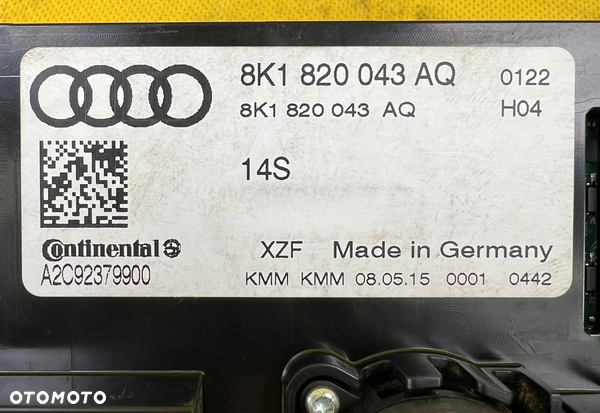 8K1 820 043 AQ 0122
8K1 820 043 AQ H04
14S
Continental XZF Made in Germany
A2C92379900 KMM KMM 08.05.15 0001 0442
OTOMOTO